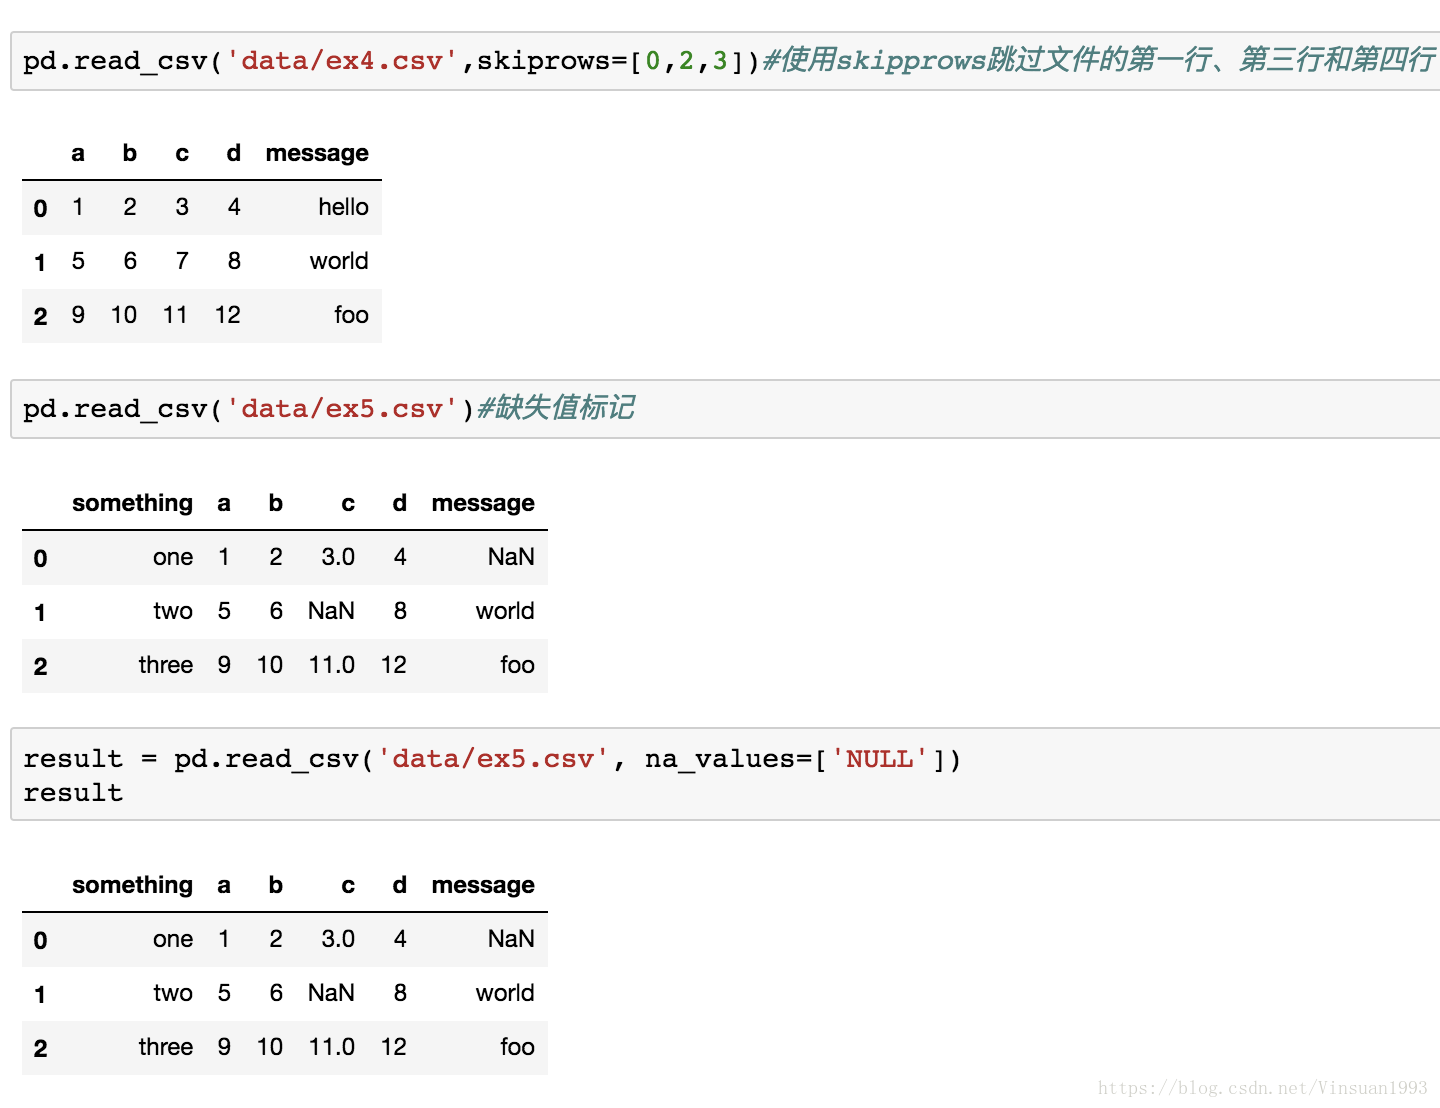 pd.read_csv('data/ex4.csv',skiprows=[0,2,3])#使用skipprows跳过文件的第一行、第三行和第四行
a b c d message
0 1 2 3 4 hello
1 5 6 7 8 world
2 9 10 11 12 foo
pd.read_csv('data/ex5.csv')#缺失值标记
something a b c d message
0 one 1 2 3.0 4 NaN
1 two 5 6 NaN 8 world
2 three 9 10 11.0 12 foo
result = pd.read_csv('data/ex5.csv', na_values=['NULL'])
result
something a b c d message
0 one 1 2 3.0 4 NaN
1 two 5 6 NaN 8 world
2 three 9 10 11.0 12 foo
https://blog.csdn.net/Vinsuan1993